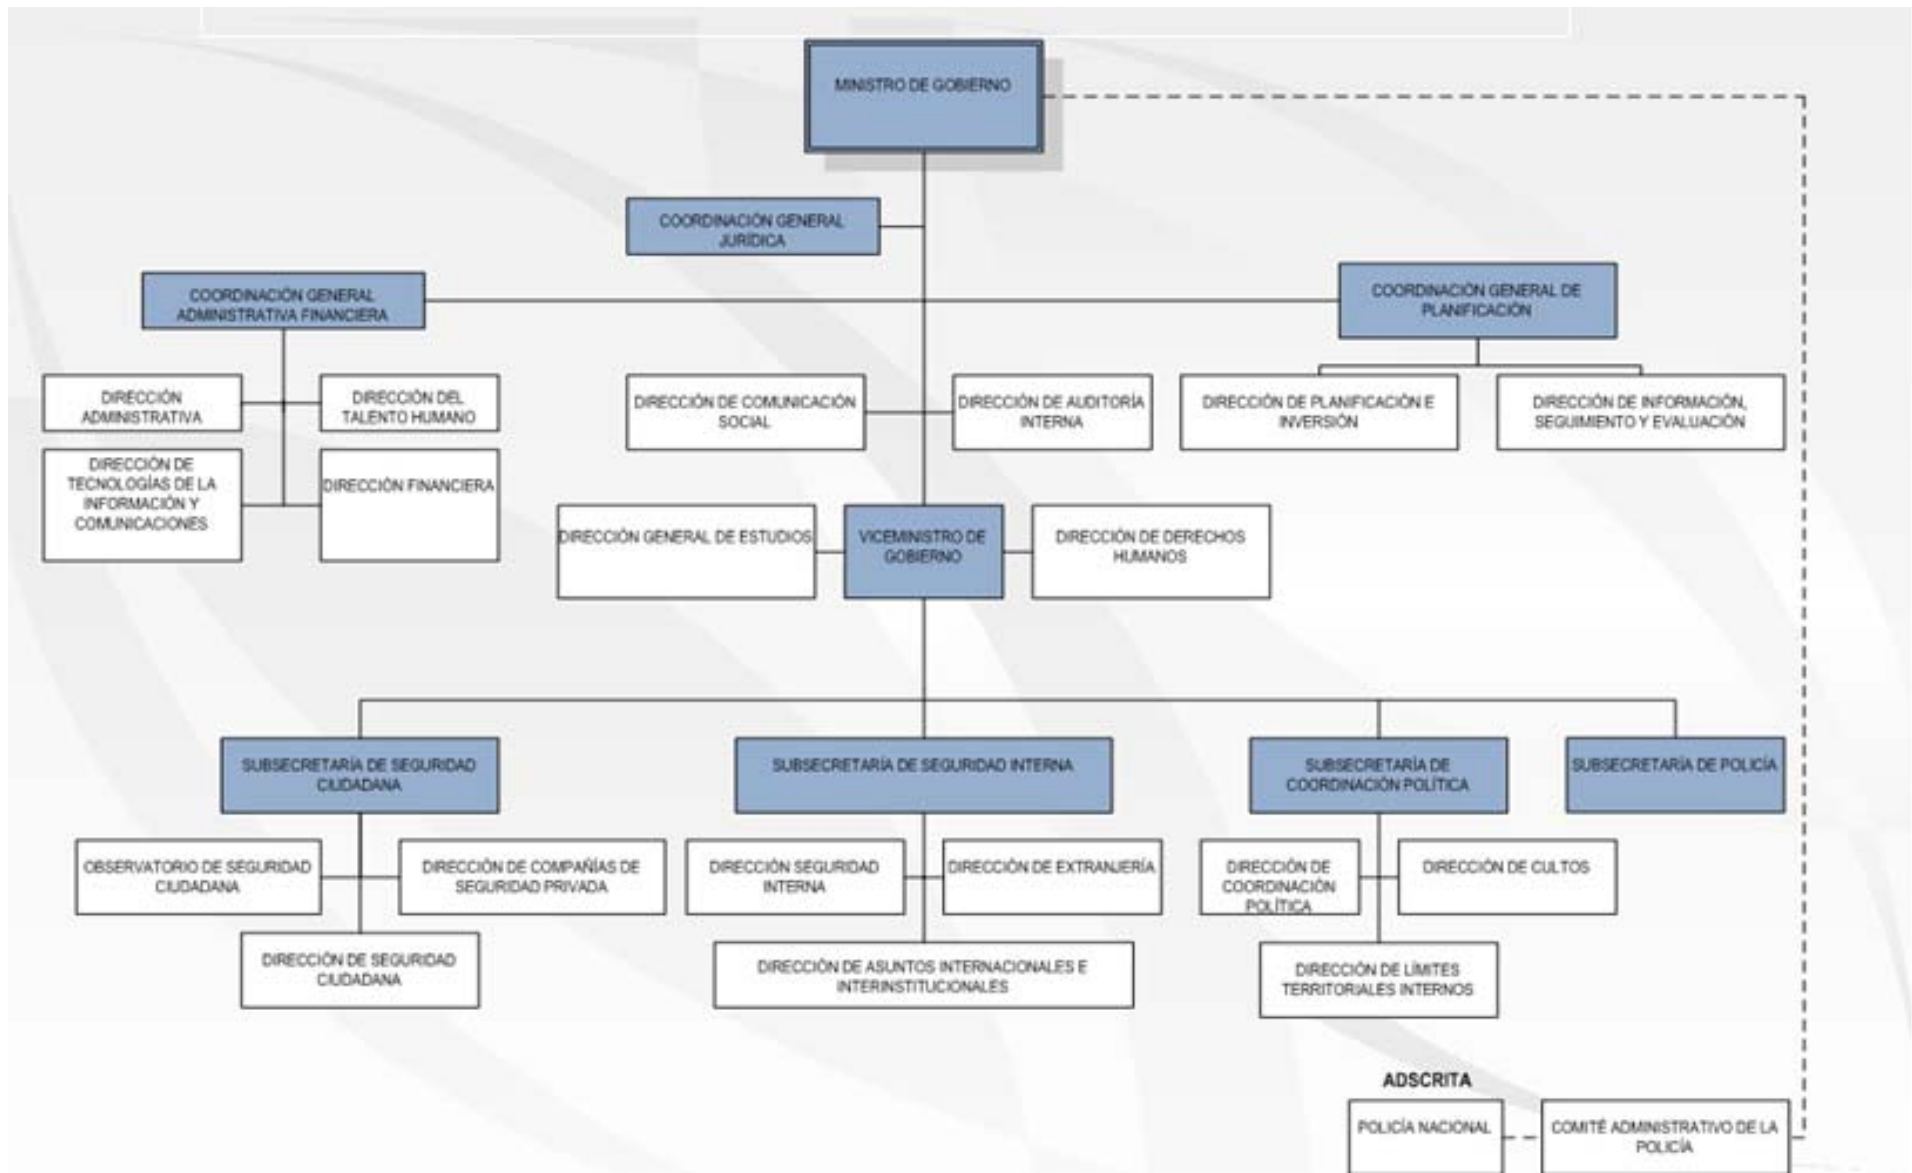 MINISTRO DE GOBIERNO
COORDINACIÓN GENERAL
JURÍDICA
COORDINACIÓN GENERAL
ADMINISTRATIVA FINANCIERA
COORDINACIÓN GENERAL DE
PLANIFICACIÓN
DIRECCIÓN
ADMINISTRATIVA
DIRECCIÓN DEL
TALENTO HUMANO
DIRECCIÓN DE COMUNICACIÓN
SOCIAL
DIRECCIÓN DE AUDITORÍA
INTERNA
DIRECCIÓN DE PLANIFICACIÓN E
INVERSIÓN
DIRECCIÓN DE INFORMACIÓN,
SEGUIMIENTO Y EVALUACIÓN
DIRECCIÓN DE
TECNOLOGÍAS DE LA
INFORMACIÓN Y
COMUNICACIONES
DIRECCIÓN FINANCIERA
DIRECCIÓN GENERAL DE ESTUDIOS
VICEMINISTRO DE
GOBIERNO
DIRECCIÓN DE DERECHOS
HUMANOS
SUBSECRETARÍA DE SEGURIDAD
CIUDADANA
SUBSECRETARÍA DE SEGURIDAD INTERNA
SUBSECRETARÍA DE
COORDINACIÓN POLÍTICA
SUBSECRETARÍA DE POLICÍA
OBSERVATORIO DE SEGURIDAD
CIUDADANA
DIRECCIÓN DE COMPAÑÍAS DE
SEGURIDAD PRIVADA
DIRECCIÓN SEGURIDAD
INTERNA
DIRECCIÓN DE EXTRANJERÍA
DIRECCIÓN DE
COORDINACIÓN
POLÍTICA
DIRECCIÓN DE CULTOS
DIRECCIÓN DE SEGURIDAD
CIUDADANA
DIRECCIÓN DE ASUNTOS INTERNACIONALES E
INTERINSTITUCIONALES
DIRECCIÓN DE LÍMITES
TERRITORIALES INTERNOS
ADSCRITA
POLICÍA NACIONAL
COMITÉ ADMINISTRATIVO DE LA
POLICÍA